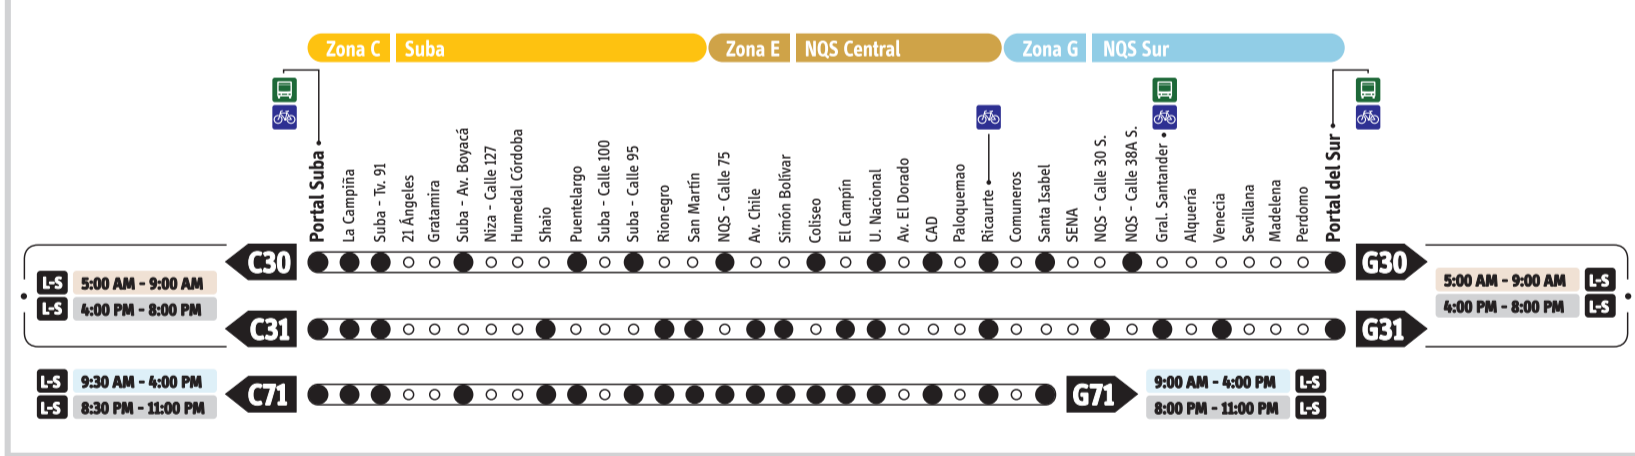 Zona C Suba
Zona E NQS Central
Zona G NQS Sur
Portal Suba
La Campiña
Suba - Tv. 91
21 Ángeles
Gratamira
Suba - Av. Boyacá
Niza - Calle 127
Humedal Córdoba
Shaio
Puentelargo
Suba - Calle 100
Suba - Calle 95
Rionegro
San Martín
NQS - Calle 75
Av. Chile
Simón Bolívar
Coliseo
El Campín
U. Nacional
Av. El Dorado
CAD
Paloquemao
Ricaurte
Comuneros
Santa Isabel
SENA
NQS - Calle 30 S.
NQS - Calle 38A S.
Gral. Santander
Alquería
Venecia
Sevillana
Madelena
Perdomo
Portal del Sur
C30
G30
L-S 5:00 AM - 9:00 AM
L-S 4:00 PM - 8:00 PM
5:00 AM - 9:00 AM L-S
4:00 PM - 8:00 PM L-S
C31
G31
L-S 9:30 AM - 4:00 PM
L-S 8:30 PM - 11:00 PM
C71
G71
9:00 AM - 4:00 PM L-S
8:00 PM - 11:00 PM L-S